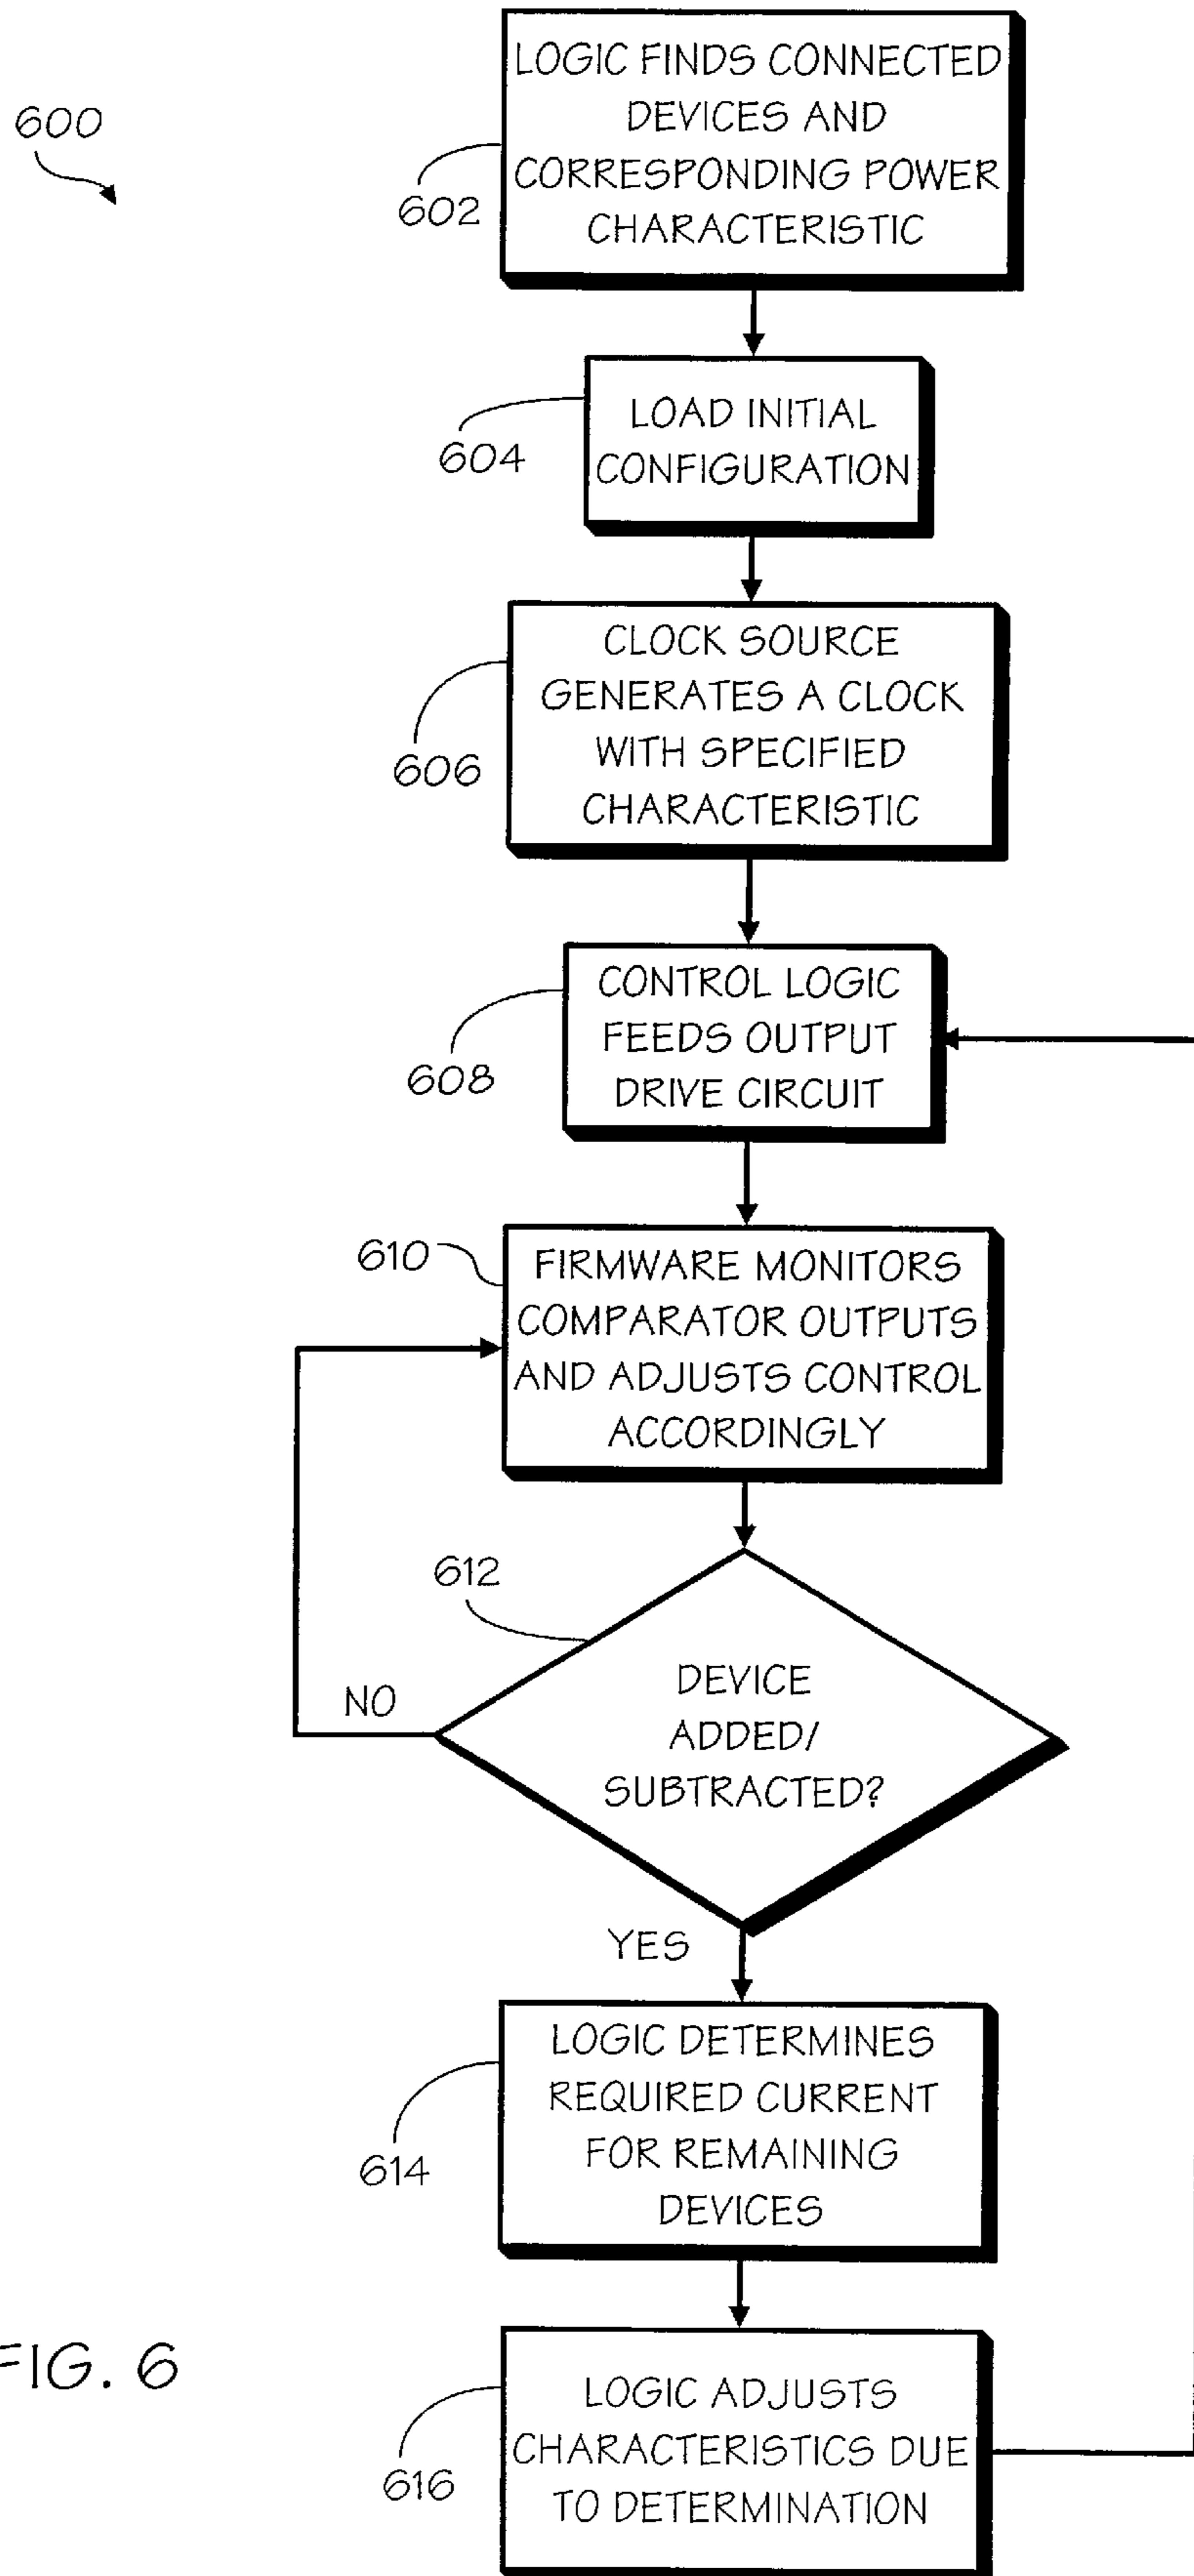 600
LOGIC FINDS CONNECTED
DEVICES AND
CORRESPONDING POWER
CHARACTERISTIC
602
LOAD INITIAL
CONFIGURATION
604
CLOCK SOURCE
GENERATES A CLOCK
WITH SPECIFIED
CHARACTERISTIC
606
CONTROL LOGIC
FEEDS OUTPUT
DRIVE CIRCUIT
608
610
FIRMWARE MONITORS
COMPARATOR OUTPUTS
AND ADJUSTS CONTROL
ACCORDINGLY
612
DEVICE
ADDED/
SUBTRACTED?
NO
YES
LOGIC DETERMINES
REQUIRED CURRENT
FOR REMAINING
DEVICES
614
FIG. 6
LOGIC ADJUSTS
CHARACTERISTICS DUE
TO DETERMINATION
616